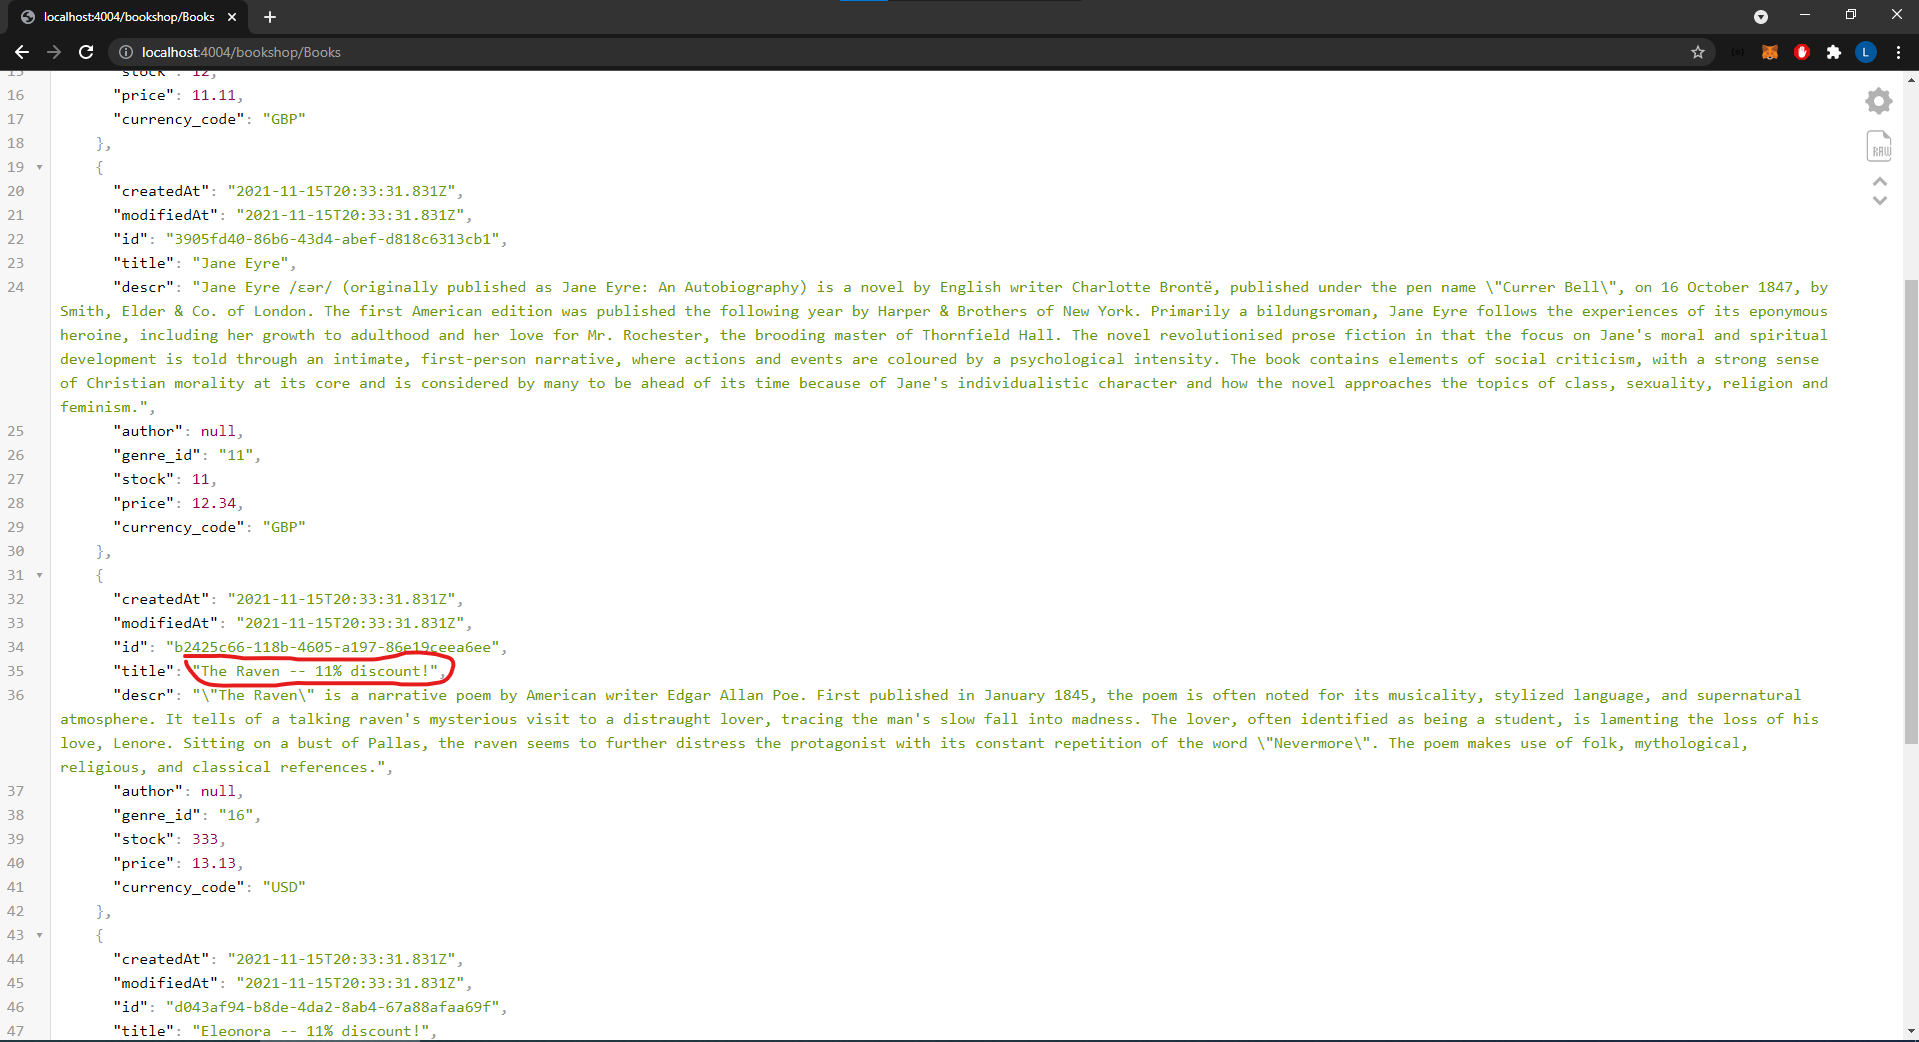 localhost:4004/bookshop/Books
localhost:4004/bookshop/Books
L
15 "stock": 12,
16 "price": 11.11,
17 "currency_code": "GBP"
18 },
19 {
20 "createdAt": "2021-11-15T20:33:31.831Z",
21 "modifiedAt": "2021-11-15T20:33:31.831Z",
22 "id": "3905fd40-86b6-43d4-abef-d818c6313cb1",
23 "title": "Jane Eyre",
24 "descr": "Jane Eyre /ɛər/ (originally published as Jane Eyre: An Autobiography) is a novel by English writer Charlotte Brontë, published under the pen name \"Currer Bell\", on 16 October 1847, by
Smith, Elder & Co. of London. The first American edition was published the following year by Harper & Brothers of New York. Primarily a bildungsroman, Jane Eyre follows the experiences of its eponymous
heroine, including her growth to adulthood and her love for Mr. Rochester, the brooding master of Thornfield Hall. The novel revolutionised prose fiction in that the focus on Jane's moral and spiritual
development is told through an intimate, first-person narrative, where actions and events are coloured by a psychological intensity. The book contains elements of social criticism, with a strong sense
of Christian morality at its core and is considered by many to be ahead of its time because of Jane's individualistic character and how the novel approaches the topics of class, sexuality, religion and
feminism.",
25 "author": null,
26 "genre_id": "11",
27 "stock": 11,
28 "price": 12.34,
29 "currency_code": "GBP"
30 },
31 {
32 "createdAt": "2021-11-15T20:33:31.831Z",
33 "modifiedAt": "2021-11-15T20:33:31.831Z",
34 "id": "b2425c66-118b-4605-a197-86e19ceea6ee",
35 "title": "The Raven -- 11% discount!",
36 "descr": "\"The Raven\" is a narrative poem by American writer Edgar Allan Poe. First published in January 1845, the poem is often noted for its musicality, stylized language, and supernatural
atmosphere. It tells of a talking raven's mysterious visit to a distraught lover, tracing the man's slow fall into madness. The lover, often identified as being a student, is lamenting the loss of his
love, Lenore. Sitting on a bust of Pallas, the raven seems to further distress the protagonist with its constant repetition of the word \"Nevermore\". The poem makes use of folk, mythological,
religious, and classical references.",
37 "author": null,
38 "genre_id": "16",
39 "stock": 333,
40 "price": 13.13,
41 "currency_code": "USD"
42 },
43 {
44 "createdAt": "2021-11-15T20:33:31.831Z",
45 "modifiedAt": "2021-11-15T20:33:31.831Z",
46 "id": "d043af94-b8de-4da2-8ab4-67a88afaa69f",
47 "title": "Eleonora -- 11% discount!",
RAW